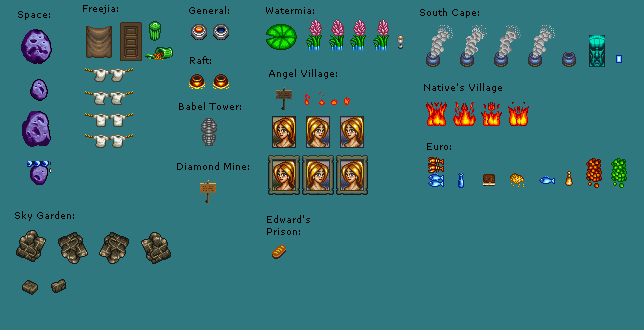 Space:
Freejia:
General:
Raft:
Babel Tower:
Diamond Mine:
Watermia:
Angel Village:
South Cape:
Native's Village
Euro:
Sky Garden:
Edward's
Prison: